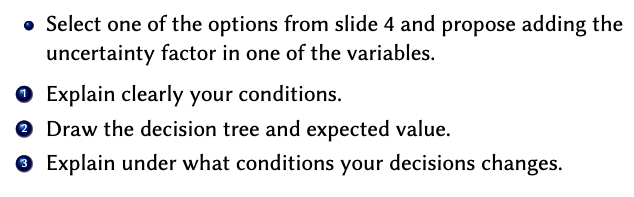 Select one of the options from slide 4 and propose adding the
uncertainty factor in one of the variables.
1 Explain clearly your conditions.
2 Draw the decision tree and expected value.
3 Explain under what conditions your decisions changes.